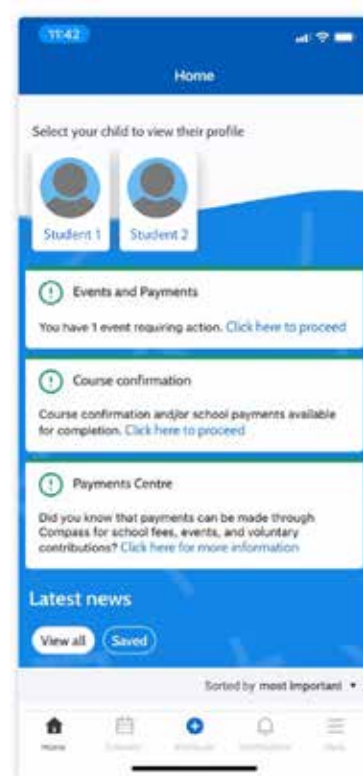 11:42
Home
Select your child to view their profile
Student 1 Student 2
Events and Payments
You have 1 event requiring action. Click here to proceed
Course confirmation
Course confirmation and/or school payments available
for completion. Click here to proceed
Payments Centre
Did you know that payments can be made through
Compass for school fees, events, and voluntary
contributions? Click here for more information
Latest news
View all Saved
Sorted by most important
Home